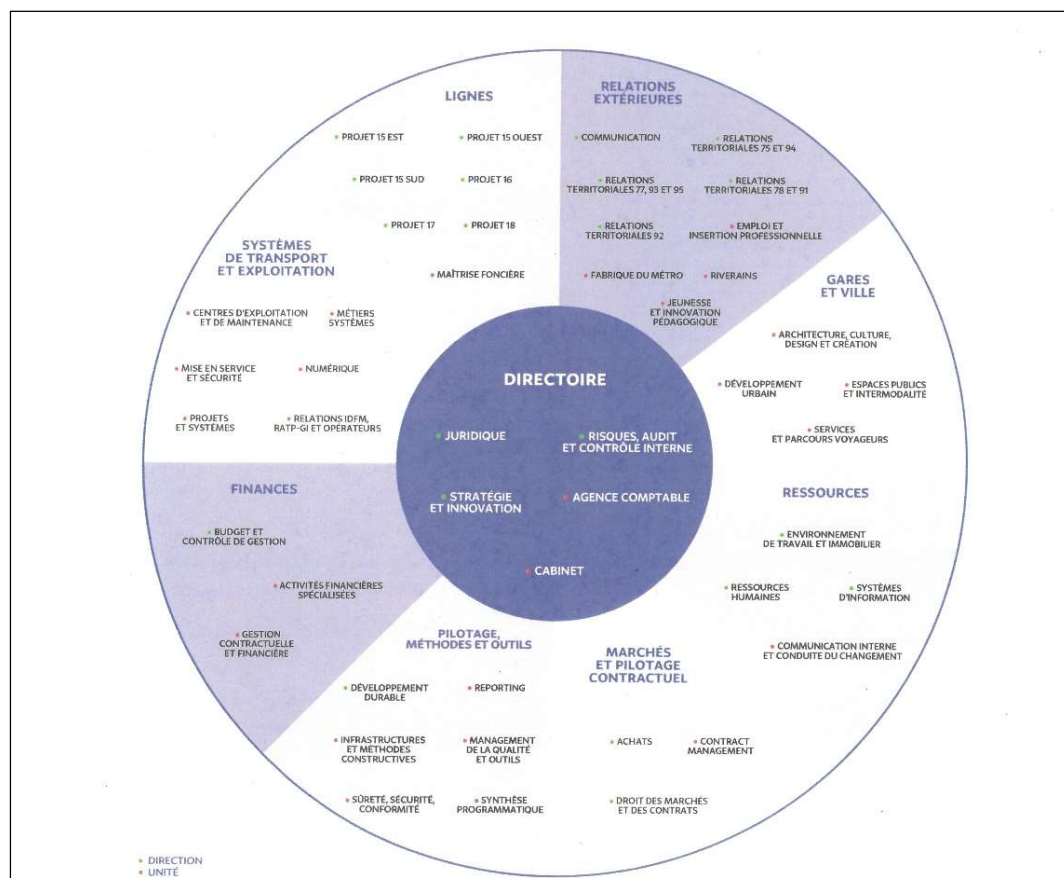 LIGNES
• PROJET 15 EST
• PROJET 15 OUEST
• PROJET 15 SUD
• PROJET 16
• PROJET 17
• PROJET 18
• MAÎTRISE FONCIÈRE
RELATIONS
EXTÉRIEURES
• COMMUNICATION
• RELATIONS
TERRITORIALES 75 ET 94
• RELATIONS
TERRITORIALES 77, 93 ET 95
• RELATIONS
TERRITORIALES 78 ET 91
• RELATIONS
TERRITORIALES 92
• EMPLOI ET
INSERTION PROFESSIONNELLE
• FABRIQUE DU MÉTRO
• RIVERAINS
• JEUNESSE
ET INNOVATION
PÉDAGOGIQUE
SYSTÈMES
DE TRANSPORT
ET EXPLOITATION
• CENTRES D'EXPLOITATION
ET DE MAINTENANCE
• MÉTIERS
SYSTÈMES
• MISE EN SERVICE
ET SÉCURITÉ
• NUMÉRIQUE
• PROJETS
ET SYSTÈMES
• RELATIONS IDFM,
RATP-GI ET OPÉRATEURS
GARES
ET VILLE
• ARCHITECTURE, CULTURE,
DESIGN ET CRÉATION
• DÉVELOPPEMENT
URBAIN
• ESPACES PUBLICS
ET INTERMODALITÉ
• SERVICES
ET PARCOURS VOYAGEURS
DIRECTOIRE
• JURIDIQUE
• RISQUES, AUDIT
ET CONTRÔLE INTERNE
• STRATÉGIE
ET INNOVATION
• AGENCE COMPTABLE
• CABINET
FINANCES
• BUDGET ET
CONTRÔLE DE GESTION
• ACTIVITÉS FINANCIÈRES
SPÉCIALISÉES
• GESTION
CONTRACTUELLE
ET FINANCIÈRE
RESSOURCES
• ENVIRONNEMENT
DE TRAVAIL ET IMMOBILIER
• RESSOURCES
HUMAINES
• SYSTÈMES
D'INFORMATION
• COMMUNICATION INTERNE
ET CONDUITE DU CHANGEMENT
PILOTAGE,
MÉTHODES ET OUTILS
• DÉVELOPPEMENT
DURABLE
• REPORTING
• INFRASTRUCTURES
ET MÉTHODES
CONSTRUCTIVES
• MANAGEMENT
DE LA QUALITÉ
ET OUTILS
• SÛRETÉ, SÉCURITÉ,
CONFORMITÉ
• SYNTHÈSE
PROGRAMMATIQUE
MARCHÉS
ET PILOTAGE
CONTRACTUEL
• ACHATS
• CONTRACT
MANAGEMENT
• DROIT DES MARCHÉS
ET DES CONTRATS
• DIRECTION
• UNITÉ